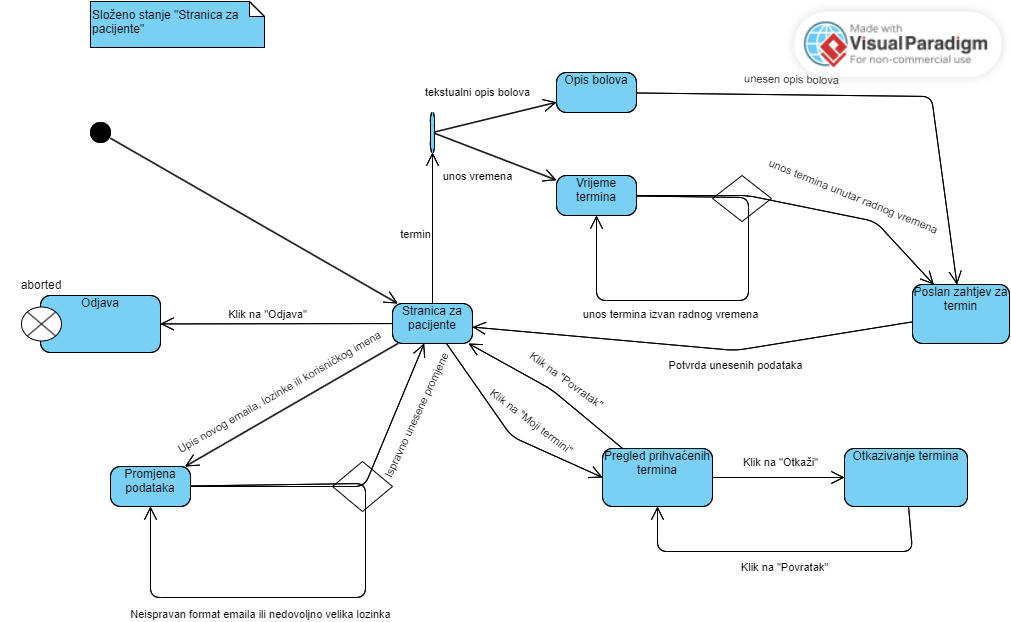 Složeno stanje "Stranica za
pacijente"
Made with
VisualParadigm
For non-commercial use
Opis bolova
unesen opis bolova
tekstualni opis bolova
unos vremena
Vrijeme
termina
unos termina unutar radnog vremena
termin
aborted
Odjava
Klik na "Odjava"
Stranica za
pacijente
unos termina izvan radnog vremena
Poslan zahtjev za
termin
Potvrda unesenih podataka
Upis novog emaila, lozinke ili korisničkog imena
Ispravno unesene promjene
Klik na "Povratak"
Klik na "Moji termini"
Promjena
podataka
Pregled prihvaćenih
termina
Klik na "Otkaži"
Otkazivanje termina
Klik na "Povratak"
Neispravan format emaila ili nedovoljno velika lozinka